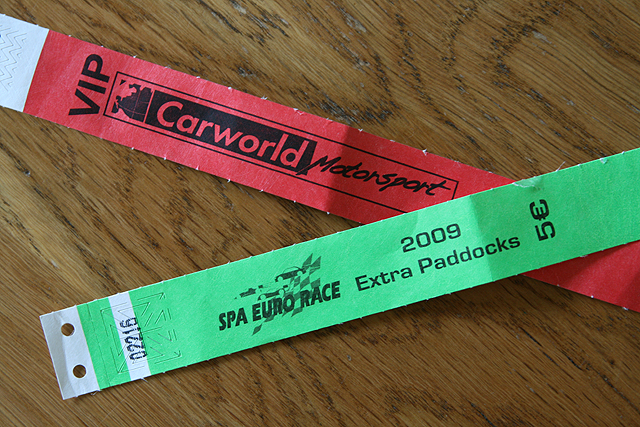 VIP
Carworld Motorsport
2009
Extra Paddocks
5€
SPA EURO RACE
02216